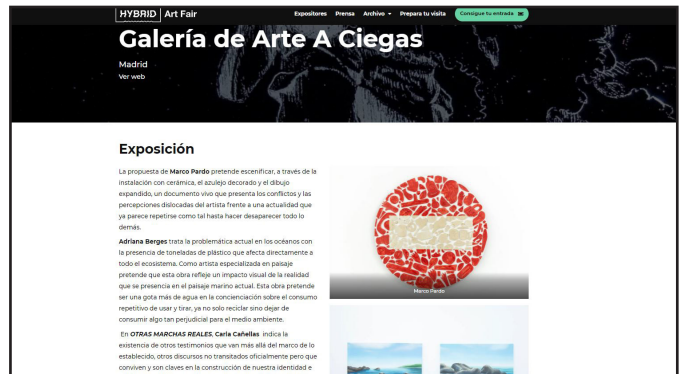 HYBRID Art Fair
Expositores Prensa Archivo Prepara tu visita Consigue tu entrada
Galería de Arte A Ciegas
Madrid
Ver web
Exposición
La propuesta de Marco Pardo pretende escenificar, a través de la
instalación con cerámica, el azulejo decorado y el dibujo
expandido, un documento vivo que presenta los conflictos y las
percepciones dislocadas del artista frente a una actualidad que
ya parece repetirse como tal hasta hacer desaparecer todo lo
demás.
Adriana Berges trata la problemática actual en los océanos con
la presencia de toneladas de plástico que afecta directamente a
todo el ecosistema. Como artista especializada en paisaje
pretende que esta obra refleje un impacto visual de la realidad
que se presencia en el paisaje marino actual. Esta obra pretende
ser una gota más de agua en la concienciación sobre el consumo
repetitivo de usar y tirar, ya no solo reciclar sino dejar de
consumir algo tan perjudicial para el medio ambiente.
En OTRAS MARCHAS REALES, Carla Cañellas indica la
existencia de otros testimonios que van más allá del marco de lo
establecido, otros discursos no transitados oficialmente pero que
conviven y son claves en la construcción de nuestra identidad e
Marco Pardo